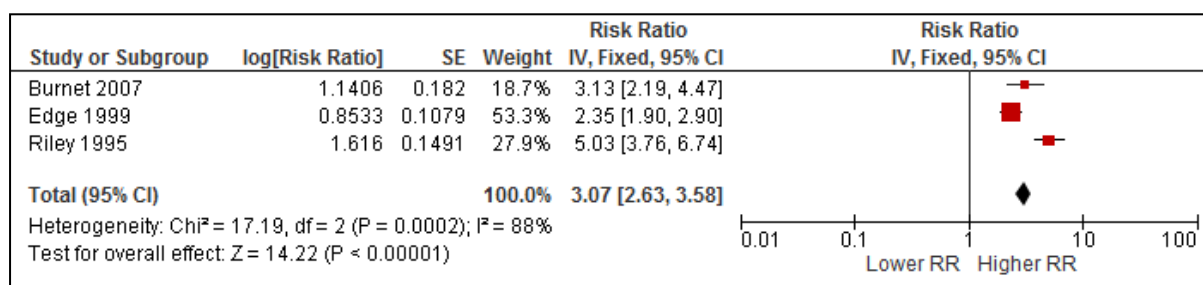 Risk Ratio Risk Ratio
Study or Subgroup log[Risk Ratio] SE Weight IV, Fixed, 95% CI IV, Fixed, 95% CI
Burnet 2007 1.1406 0.182 18.7% 3.13 [2.19, 4.47]
Edge 1999 0.8533 0.1079 53.3% 2.35 [1.90, 2.90]
Riley 1995 1.616 0.1491 27.9% 5.03 [3.76, 6.74]
Total (95% CI) 100.0% 3.07 [2.63, 3.58]
Heterogeneity: Chi² = 17.19, df = 2 (P = 0.0002); I² = 88%
Test for overall effect: Z = 14.22 (P < 0.00001)
0.01 0.1 1 10 100
Lower RR Higher RR